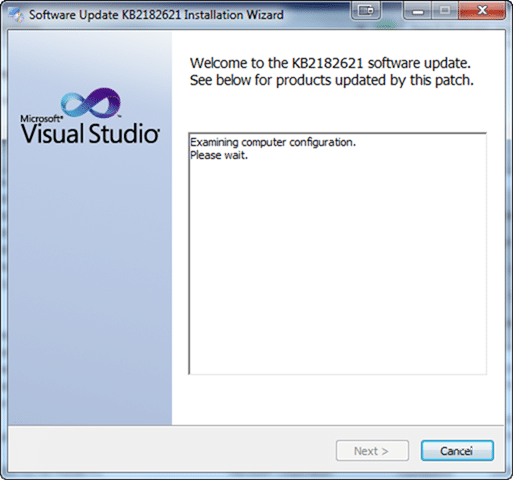 Software Update KB2182621 Installation Wizard
Welcome to the KB2182621 software update.
See below for products updated by this patch.
Microsoft®
Visual Studio®
Examining computer configuration.
Please wait.
Next >
Cancel